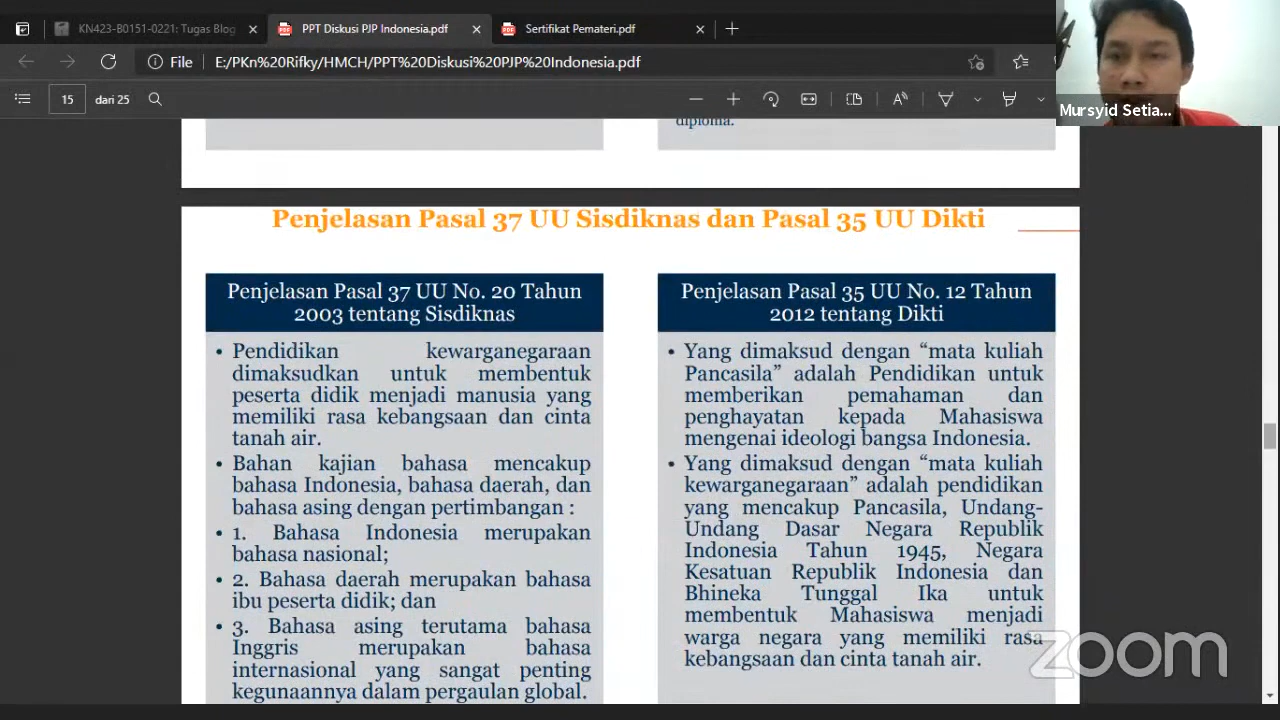 KN423-B0151-0221: Tugas Blog
PPT Diskusi PJP Indonesia.pdf
Sertifikat Pemateri.pdf
File
E:/PKn%20Rifky/HMCH/PPT%20Diskusi%20PJP%20Indonesia.pdf
15 dari 25
Mursyid Setia...
diploma.
Penjelasan Pasal 37 UU Sisdiknas dan Pasal 35 UU Dikti
Penjelasan Pasal 37 UU No. 20 Tahun
2003 tentang Sisdiknas
• Pendidikan kewarganegaraan
dimaksudkan untuk membentuk
peserta didik menjadi manusia yang
memiliki rasa kebangsaan dan cinta
tanah air.
• Bahan kajian bahasa mencakup
bahasa Indonesia, bahasa daerah, dan
bahasa asing dengan pertimbangan :
• 1. Bahasa Indonesia merupakan
bahasa nasional;
• 2. Bahasa daerah merupakan bahasa
ibu peserta didik; dan
• 3. Bahasa asing terutama bahasa
Inggris merupakan bahasa
internasional yang sangat penting
kegunaannya dalam pergaulan global.
Penjelasan Pasal 35 UU No. 12 Tahun
2012 tentang Dikti
• Yang dimaksud dengan “mata kuliah
Pancasila” adalah Pendidikan untuk
memberikan pemahaman dan
penghayatan kepada Mahasiswa
mengenai ideologi bangsa Indonesia.
• Yang dimaksud dengan “mata kuliah
kewarganegaraan” adalah pendidikan
yang mencakup Pancasila, Undang-
Undang Dasar Negara Republik
Indonesia Tahun 1945, Negara
Kesatuan Republik Indonesia dan
Bhineka Tunggal Ika untuk
membentuk Mahasiswa menjadi
warga negara yang memiliki rasa
kebangsaan dan cinta tanah air.
zoom